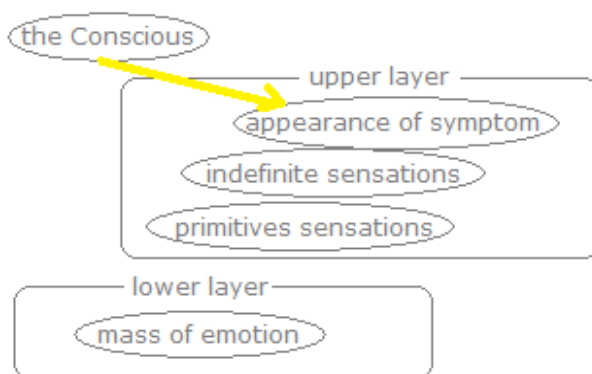 the Conscious
upper layer
appearance of symptom
indefinite sensations
primitives sensations
lower layer
mass of emotion